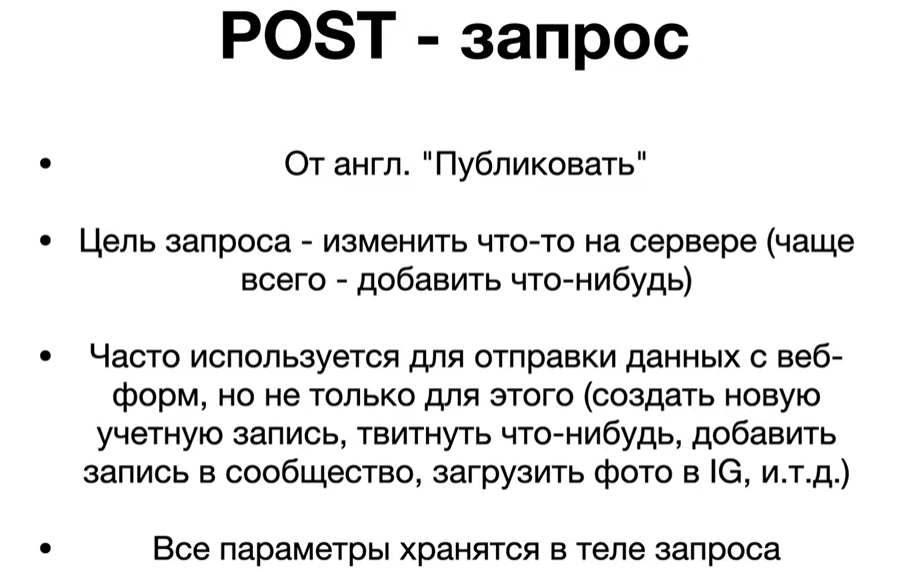 POST - запрос
• От англ. "Публиковать"
• Цель запроса - изменить что-то на сервере (чаще
всего - добавить что-нибудь)
• Часто используется для отправки данных с веб-
форм, но не только для этого (создать новую
учетную запись, твитнуть что-нибудь, добавить
запись в сообщество, загрузить фото в IG, и.т.д.)
• Все параметры хранятся в теле запроса